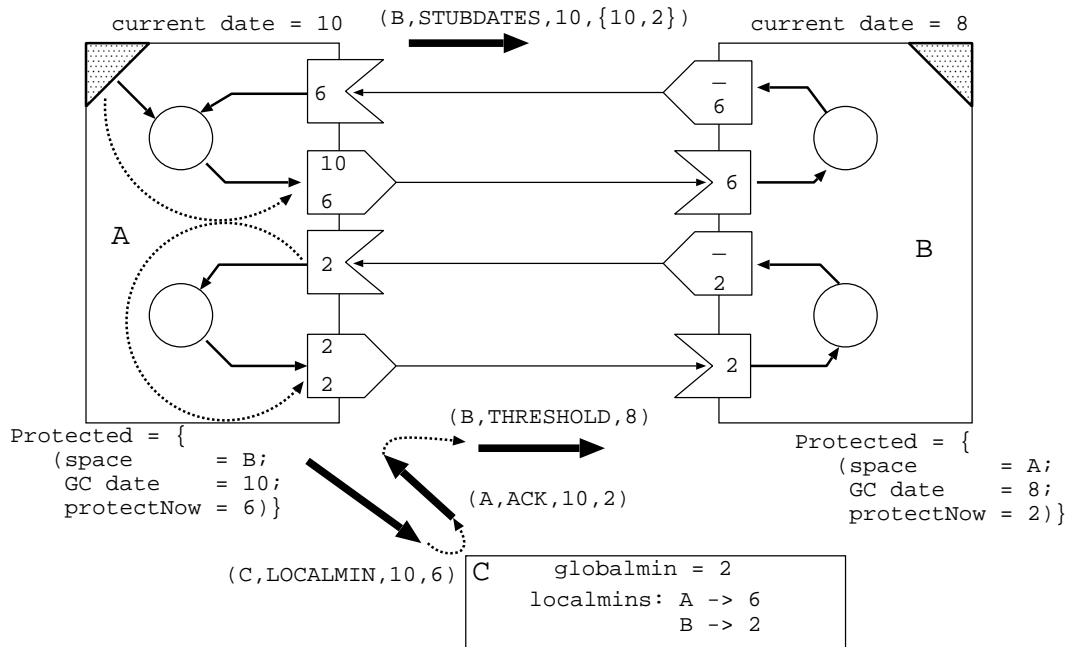 (B,STUBDATES,10,{10,2})
current date = 10
current date = 8
6
–
6
10
6
6
A
B
2
–
2
2
2
2
(B,THRESHOLD,8)
Protected = {
(space = B;
GC date = 10;
protectNow = 6)}
Protected = {
(space = A;
GC date = 8;
protectNow = 2)}
(A,ACK,10,2)
(C,LOCALMIN,10,6)
C
globalmin = 2
localmins: A -> 6
B -> 2